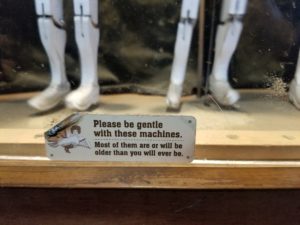 Please be gentle
with these machines.
Most of them are or will be
older than you will ever be.